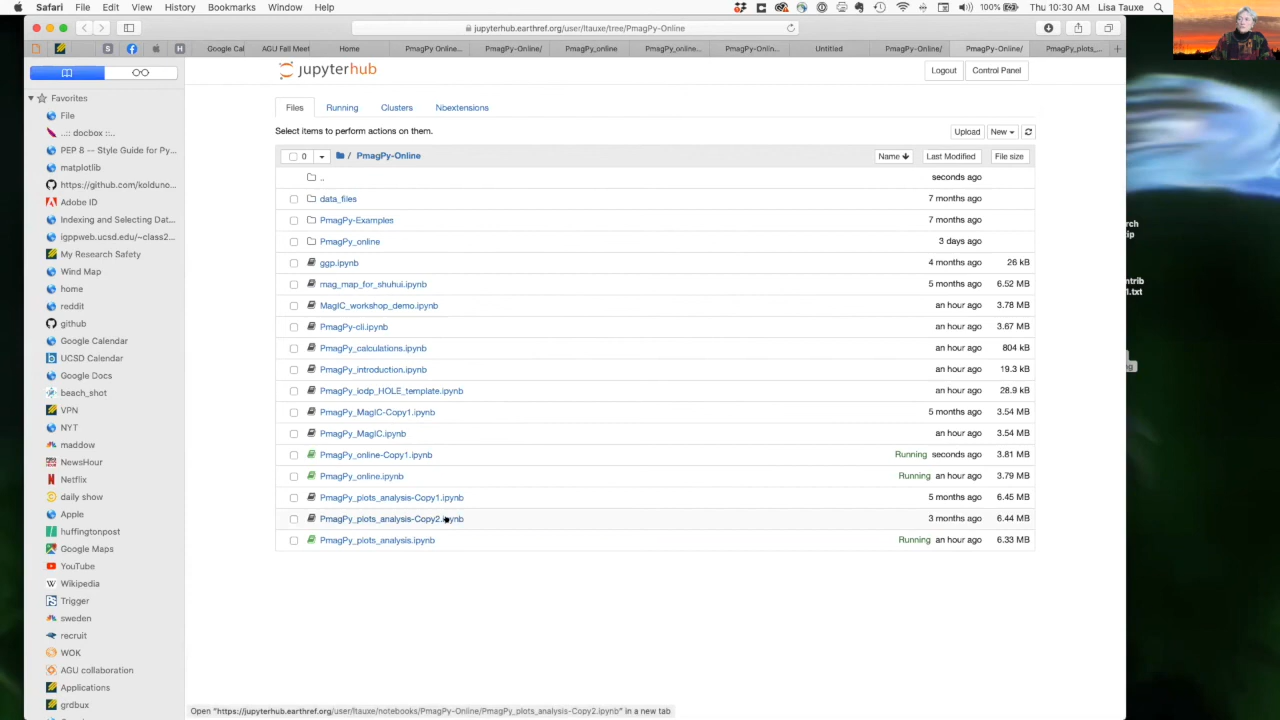 Safari File Edit View History Bookmarks Window Help 100% Thu 10:30 AM Lisa Tauxe
jupyterhub.earthref.org/user/ltauxe/tree/PmagPy-Online
S H Google Cal AGU Fall Meet Home PmagPy Online... PmagPy-Online/ PmagPy_online PmagPy_online... PmagPy-Onlin... Untitled PmagPy-Online/ PmagPy-Online/ PmagPy_plots_...
jupyterhub
Logout Control Panel
Files Running Clusters Nbextensions
Select items to perform actions on them.
Upload New
0 / PmagPy-Online Name Last Modified File size
.. seconds ago
data_files 7 months ago
PmagPy-Examples 7 months ago
PmagPy_online 3 days ago
ggp.ipynb 4 months ago 26 kB
mag_map_for_shuhui.ipynb 5 months ago 6.52 MB
MagIC_workshop_demo.ipynb an hour ago 3.78 MB
PmagPy-cli.ipynb an hour ago 3.67 MB
PmagPy_calculations.ipynb an hour ago 804 kB
PmagPy_introduction.ipynb an hour ago 19.3 kB
PmagPy_iodp_HOLE_template.ipynb an hour ago 28.9 kB
PmagPy_MagIC-Copy1.ipynb 5 months ago 3.54 MB
PmagPy_MagIC.ipynb an hour ago 3.54 MB
PmagPy_online-Copy1.ipynb Running seconds ago 3.81 MB
PmagPy_online.ipynb Running an hour ago 3.79 MB
PmagPy_plots_analysis-Copy1.ipynb 5 months ago 6.45 MB
PmagPy_plots_analysis-Copy2.ipynb 3 months ago 6.44 MB
PmagPy_plots_analysis.ipynb Running an hour ago 6.33 MB
Favorites
File
..:: docbox ::..
PEP 8 -- Style Guide for Py...
matplotlib
https://github.com/kolduno...
Adobe ID
Indexing and Selecting Dat...
igppweb.ucsd.edu/~class2...
My Research Safety
Wind Map
home
reddit
github
Google Calendar
UCSD Calendar
Google Docs
beach_shot
VPN
NYT
maddow
NewsHour
Netflix
daily show
Apple
huffingtonpost
Google Maps
YouTube
Wikipedia
Trigger
sweden
recruit
WOK
AGU collaboration
Applications
grdbux
Open "https://jupyterhub.earthref.org/user/ltauxe/notebooks/PmagPy-Online/PmagPy_plots_analysis-Copy2.ipynb" in a new tab